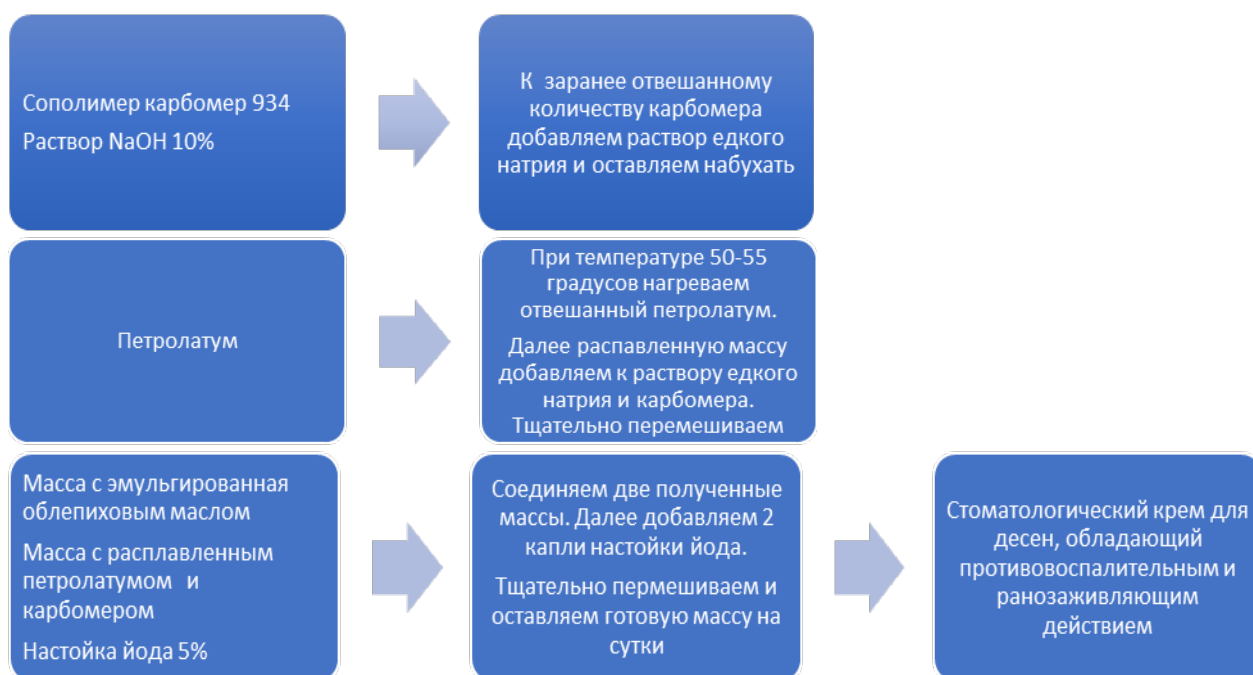 Сополимер карбомер 934
Раствор NaOH 10%
К заранее отвешанному
количеству карбомера
добавляем раствор едкого
натрия и оставляем набухать
Петролатум
При температуре 50-55
градусов нагреваем
отвешанный петролатум.
Далее распавленную массу
добавляем к раствору едкого
натрия и карбомера.
Тщательно перемешиваем
Масса с эмульгированная
облепиховым маслом
Масса с расплавленным
петролатумом и
карбомером
Настойка йода 5%
Соединяем две полученные
массы. Далее добавляем 2
капли настойки йода.
Тщательно пермешиваем и
оставляем готовую массу на
сутки
Стоматологический крем для
десен, обладающий
противовоспалительным и
ранозаживляющим
действием